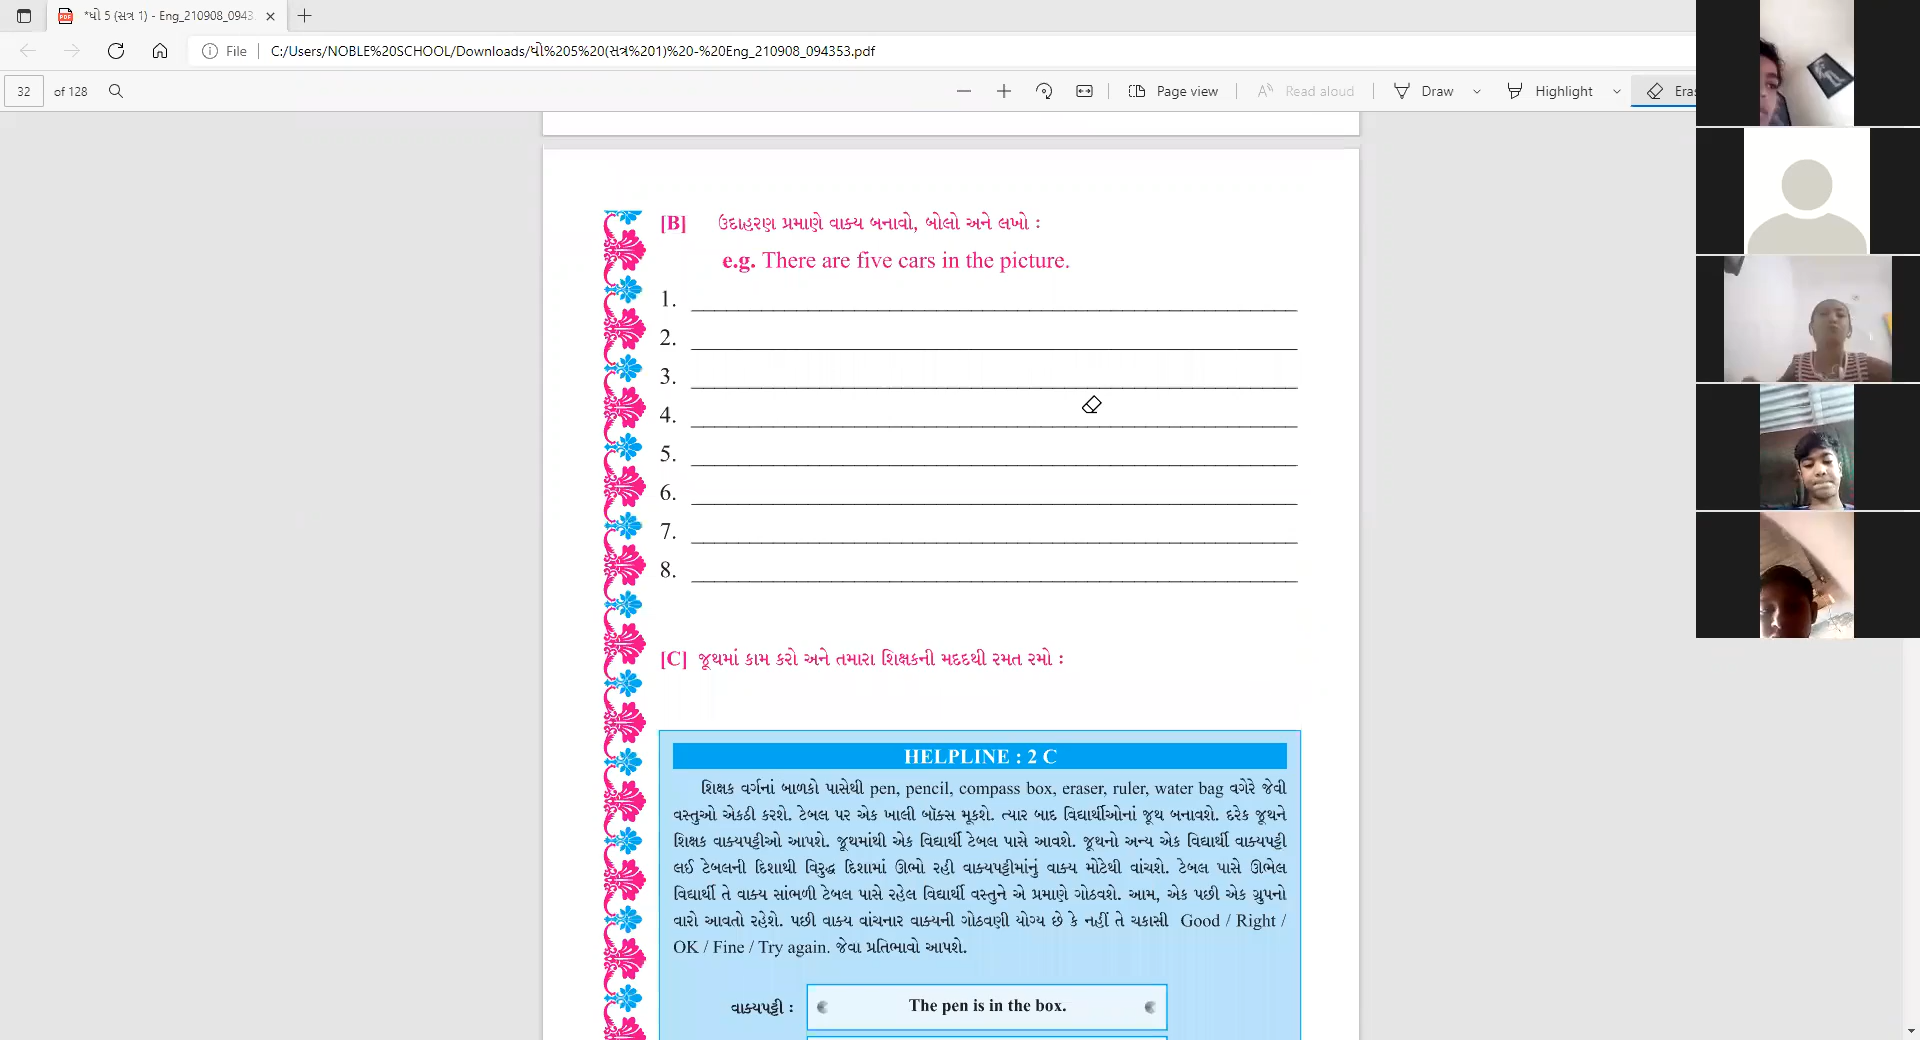 *ધો 5 (સત્ર 1) - Eng_210908_0943
File
C:/Users/NOBLE%20SCHOOL/Downloads/ધો%205%20(સત્ર%201)%20-%20Eng_210908_094353.pdf
32 of 128
Page view
Read aloud
Draw
Highlight
Eras
[B] ઉદાહરણ પ્રમાણે વાક્ય બનાવો, બોલો અને લખો :
e.g. There are five cars in the picture.
1.
2.
3.
4.
5.
6.
7.
8.
[C] જૂથમાં કામ કરો અને તમારા શિક્ષકની મદદથી રમત રમો :
HELPLINE : 2 C
શિક્ષક વર્ગનાં બાળકો પાસેથી pen, pencil, compass box, eraser, ruler, water bag વગેરે જેવી
વસ્તુઓ એકઠી કરશે. ટેબલ પર એક ખાલી બૉક્સ મૂકશે. ત્યાર બાદ વિદ્યાર્થીઓનાં જૂથ બનાવશે. દરેક જૂથને
શિક્ષક વાક્યપટ્ટીઓ આપશે. જૂથમાંથી એક વિદ્યાર્થી ટેબલ પાસે આવશે. જૂથનો અન્ય એક વિદ્યાર્થી વાક્યપટ્ટી
લઈ ટેબલની દિશાથી વિરુદ્ધ દિશામાં ઊભો રહી વાક્યપટ્ટીમાંનું વાક્ય મોટેથી વાંચશે. ટેબલ પાસે ઊભેલ
વિદ્યાર્થી તે વાક્ય સાંભળી ટેબલ પાસે રહેલ વિદ્યાર્થી વસ્તુને એ પ્રમાણે ગોઠવશે. આમ, એક પછી એક ગ્રુપનો
વારો આવતો રહેશે. પછી વાક્ય વાંચનાર વાક્યની ગોઠવણી યોગ્ય છે કે નહીં તે ચકાસી Good / Right /
OK / Fine / Try again. જેવા પ્રતિભાવો આપશે.
વાક્યપટ્ટી : The pen is in the box.